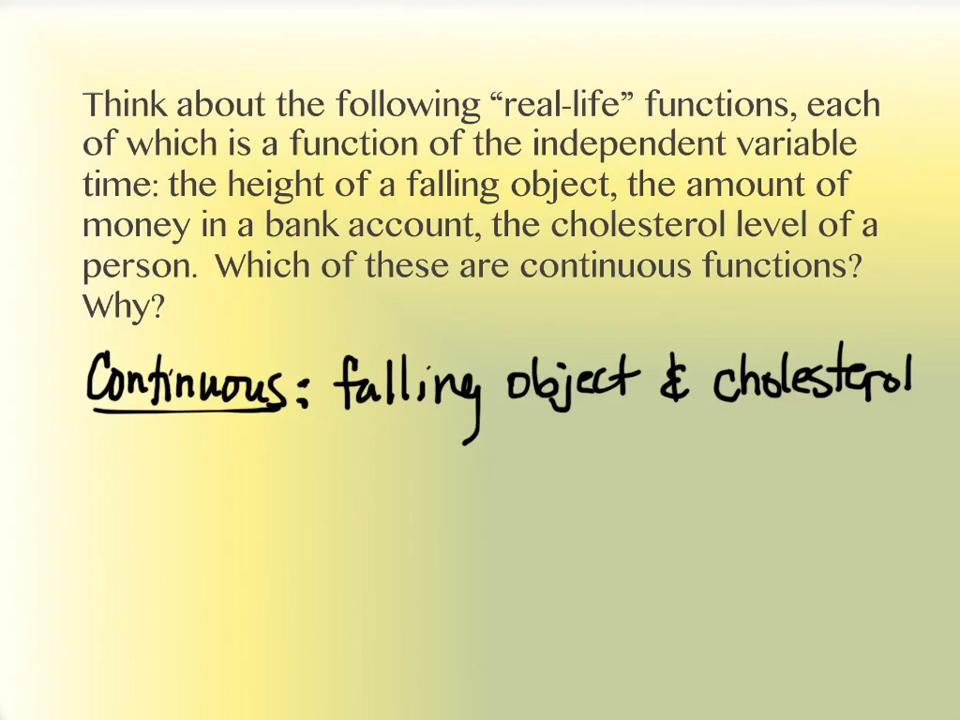 Think about the following “real-life” functions, each
of which is a function of the independent variable
time: the height of a falling object, the amount of
money in a bank account, the cholesterol level of a
person. Which of these are continuous functions?
Why?
Continuous: falling object & cholesterol